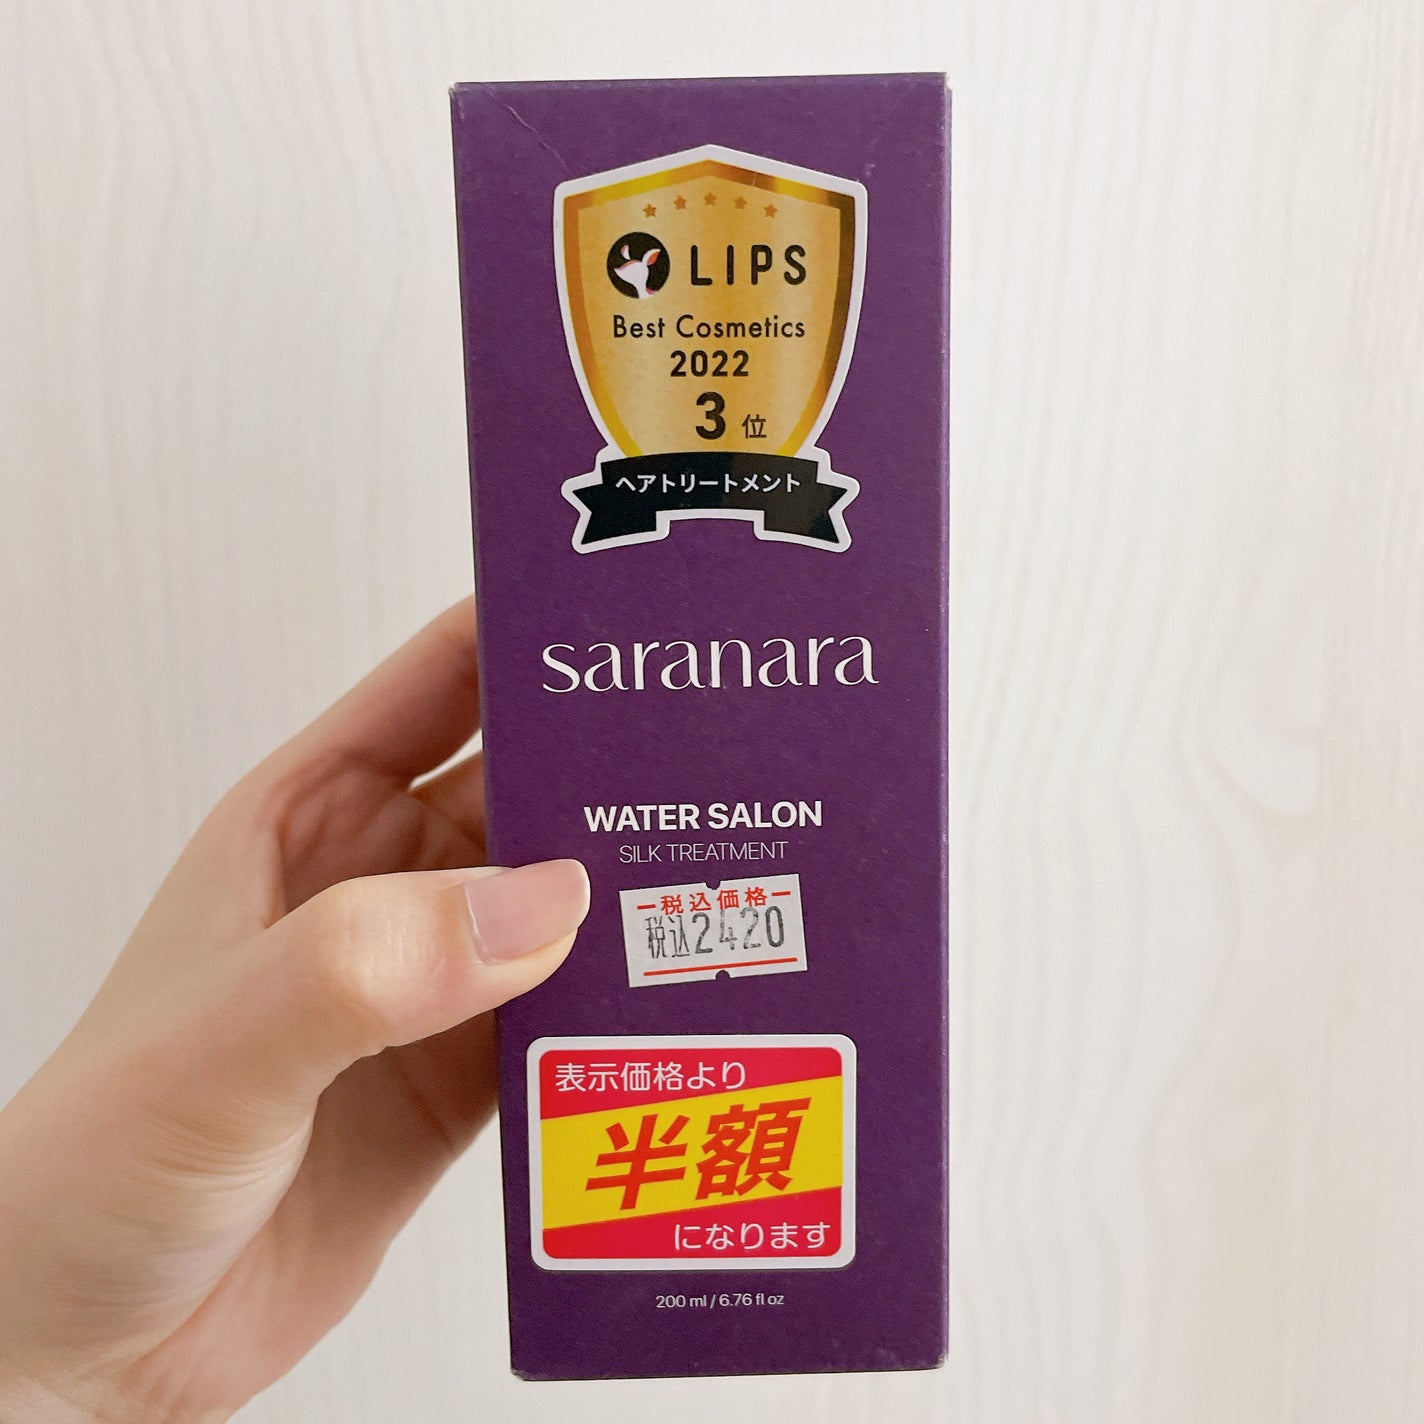 LIPS
Best Cosmetics
2022
3位
ヘアトリートメント
saranara
WATER SALON
SILK TREATMENT
税込価格
税込2420
表示価格より
半額
になります
200 ml / 6.76 fl oz